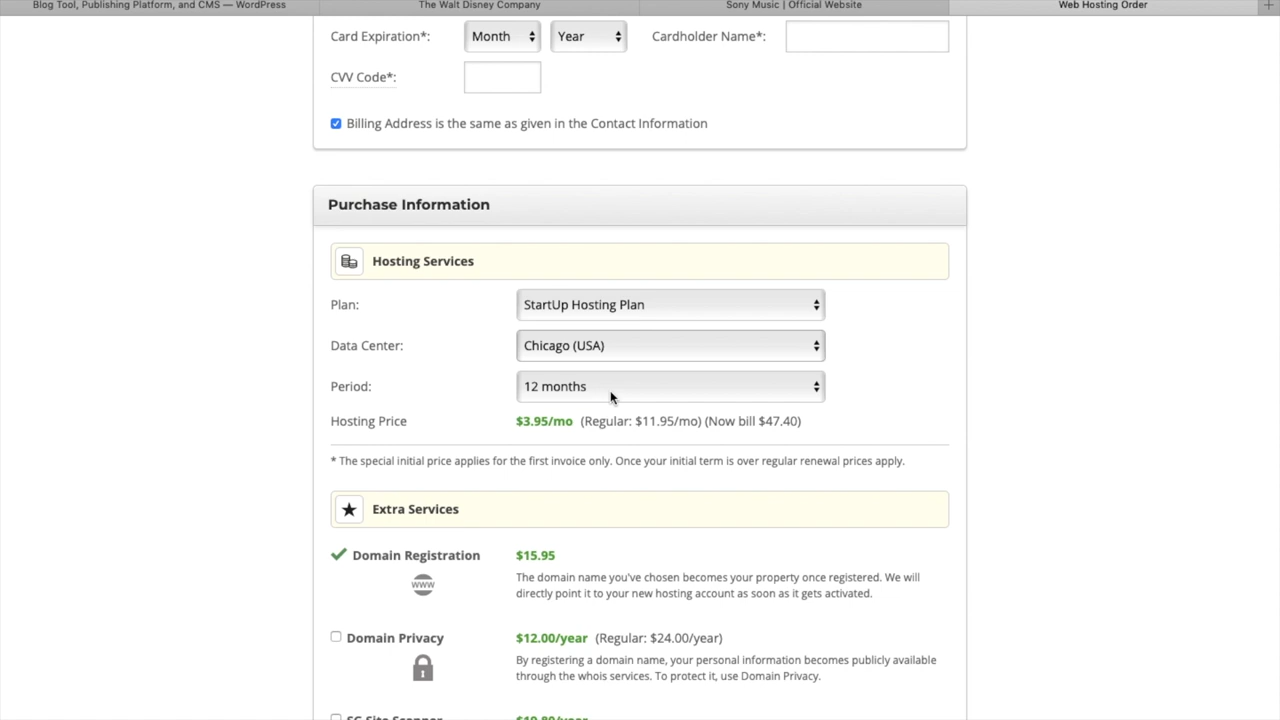 Blog Tool, Publishing Platform, and CMS — WordPress
The Walt Disney Company
Sony Music | Official Website
Web Hosting Order
Card Expiration*:
Month
Year
Cardholder Name*:
CVV Code*:
Billing Address is the same as given in the Contact Information
Purchase Information
Hosting Services
Plan:
StartUp Hosting Plan
Data Center:
Chicago (USA)
Period:
12 months
Hosting Price
$3.95/mo (Regular: $11.95/mo) (Now bill $47.40)
* The special initial price applies for the first invoice only. Once your initial term is over regular renewal prices apply.
Extra Services
Domain Registration
$15.95
www
The domain name you've chosen becomes your property once registered. We will
directly point it to your new hosting account as soon as it gets activated.
Domain Privacy
$12.00/year (Regular: $24.00/year)
By registering a domain name, your personal information becomes publicly available
through the whois services. To protect it, use Domain Privacy.
SG Site Scanner
$19.80/year